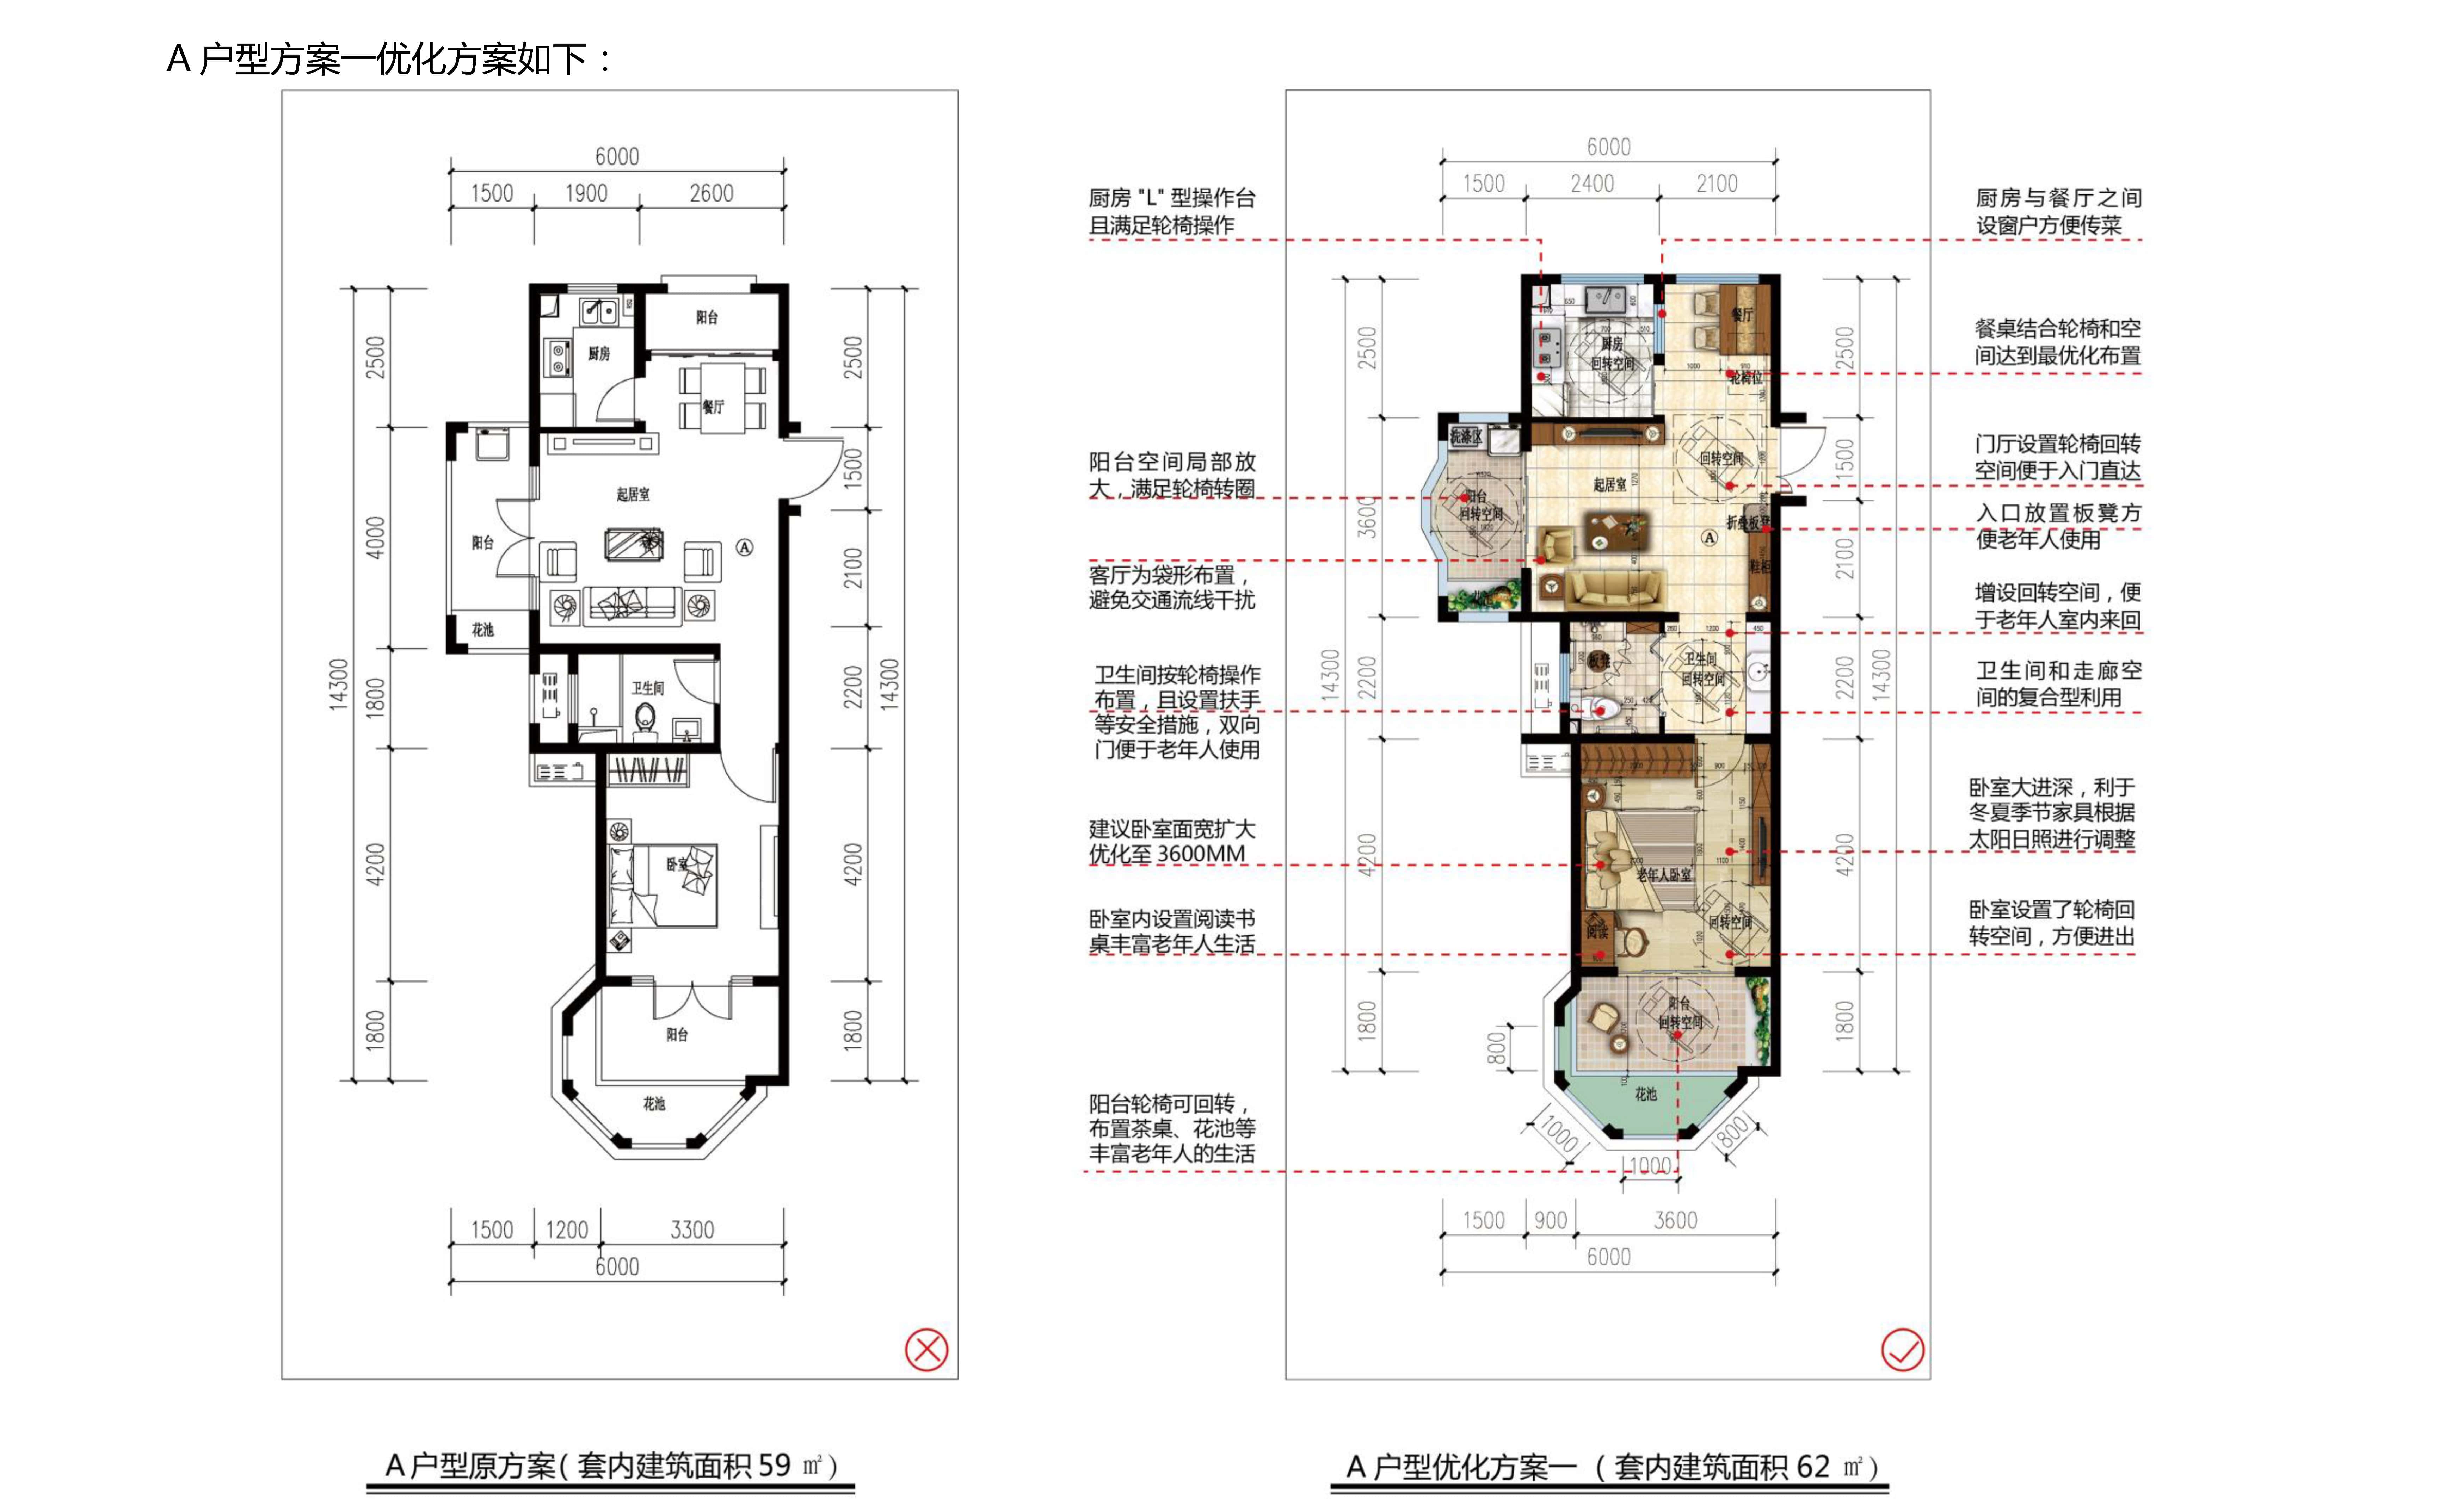 A 户型方案一优化方案如下：
6000
1500 1900 2600
2500
4000
1800
4200
1800
14300
2500
1500
2100
2200
4200
1800
14300
阳台
厨房
餐厅
起居室
阳台
A
花池
卫生间
卧室
阳台
花池
1500 1200 3300
6000
A 户型原方案( 套内建筑面积 59 ㎡ )
厨房 "L" 型操作台
且满足轮椅操作
阳台空间局部放
大，满足轮椅转圈
客厅为袋形布置，
避免交通流线干扰
卫生间按轮椅操作
布置，且设置扶手
等安全措施，双向
门便于老年人使用
建议卧室面宽扩大
优化至 3600MM
卧室内设置阅读书
桌丰富老年人生活
阳台轮椅可回转，
布置茶桌、花池等
丰富老年人的生活
6000
1500 2400 2100
2500
3600
2200
4200
1800
14300
2500
1500
2100
2200
4200
1800
14300
餐厅
厨房
回转空间
轮椅位
洗涤区
回转空间
起居室
阳台
回转空间
折叠板凳
A
鞋柜
花池
板凳
卫生间
回转空间
老年人卧室
阅读
回转空间
阳台
回转空间
花池
800
1000
1000
800
1500 900 3600
6000
厨房与餐厅之间
设窗户方便传菜
餐桌结合轮椅和空
间达到最优化布置
门厅设置轮椅回转
空间便于入门直达
入口放置板凳方
便老年人使用
增设回转空间，便
于老年人室内来回
卫生间和走廊空
间的复合型利用
卧室大进深，利于
冬夏季节家具根据
太阳日照进行调整
卧室设置了轮椅回
转空间，方便进出
A 户型优化方案一 ( 套内建筑面积 62 ㎡ )